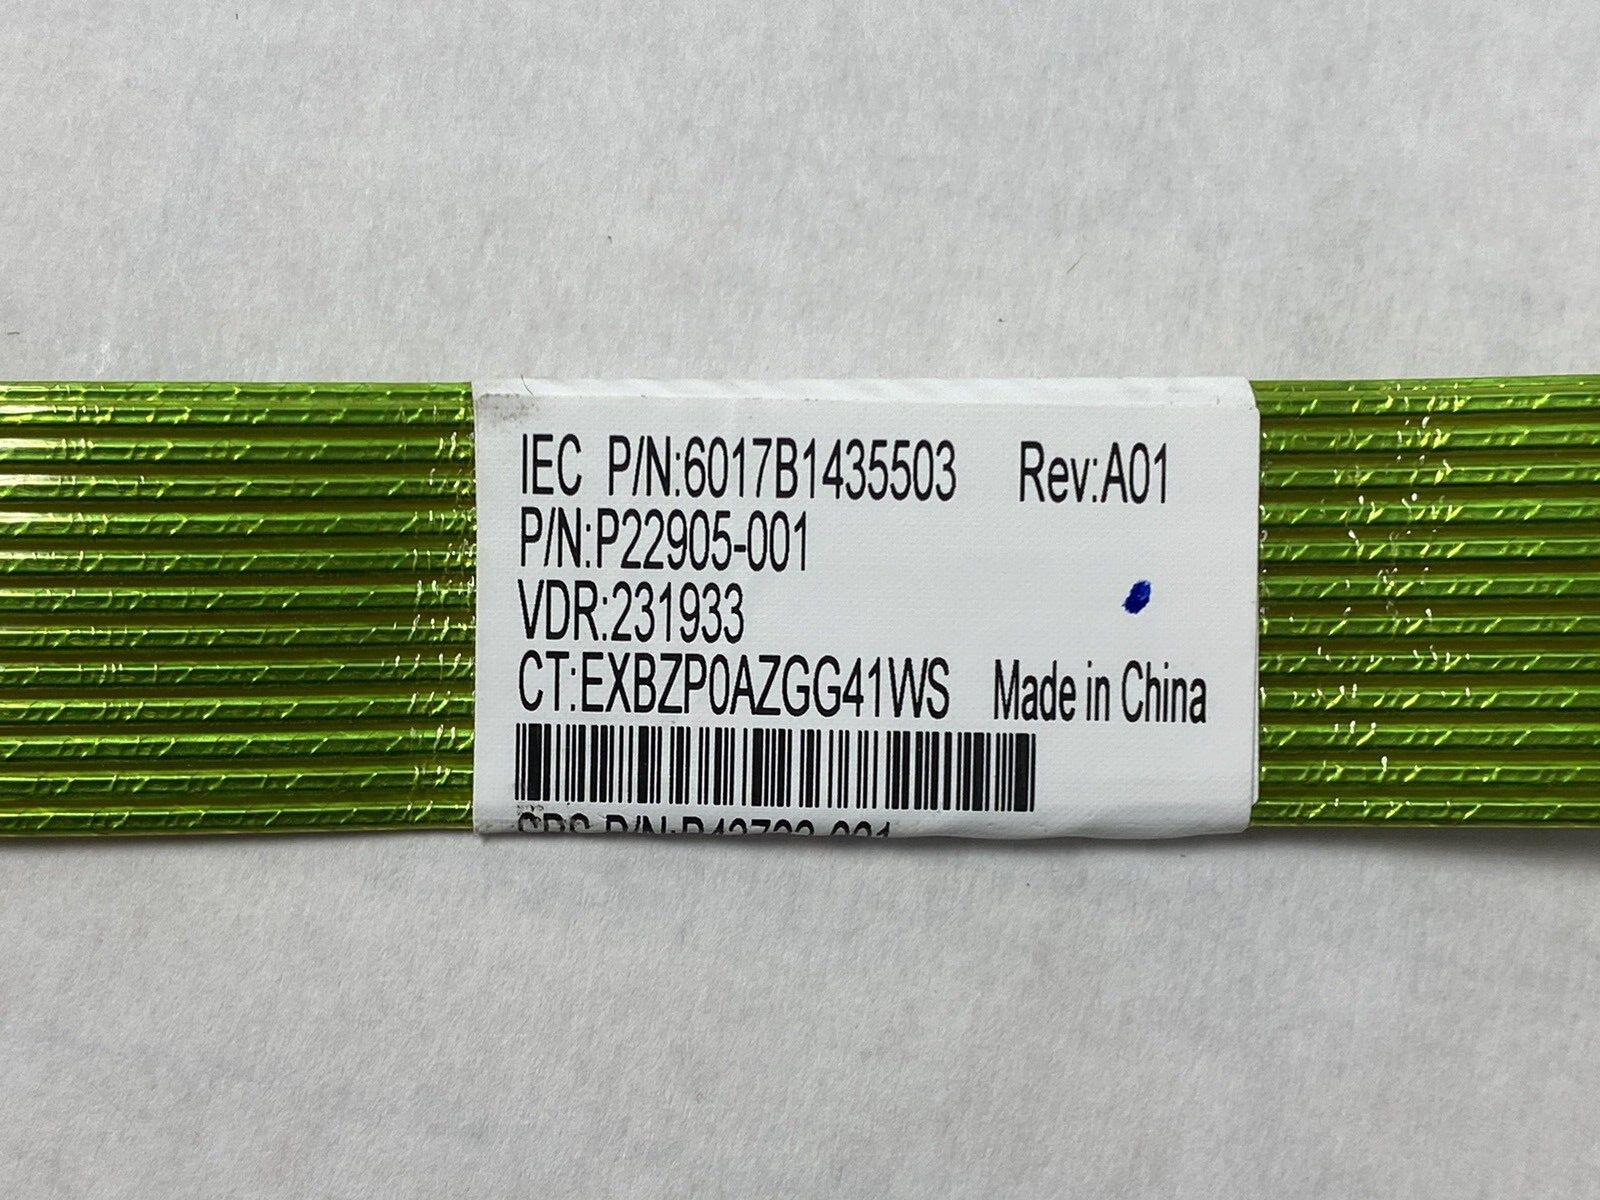 IEC P/N:6017B1435503 Rev:A01
P/N:P22905-001
VDR:231933
CT:EXBZP0AZGG41WS Made in China